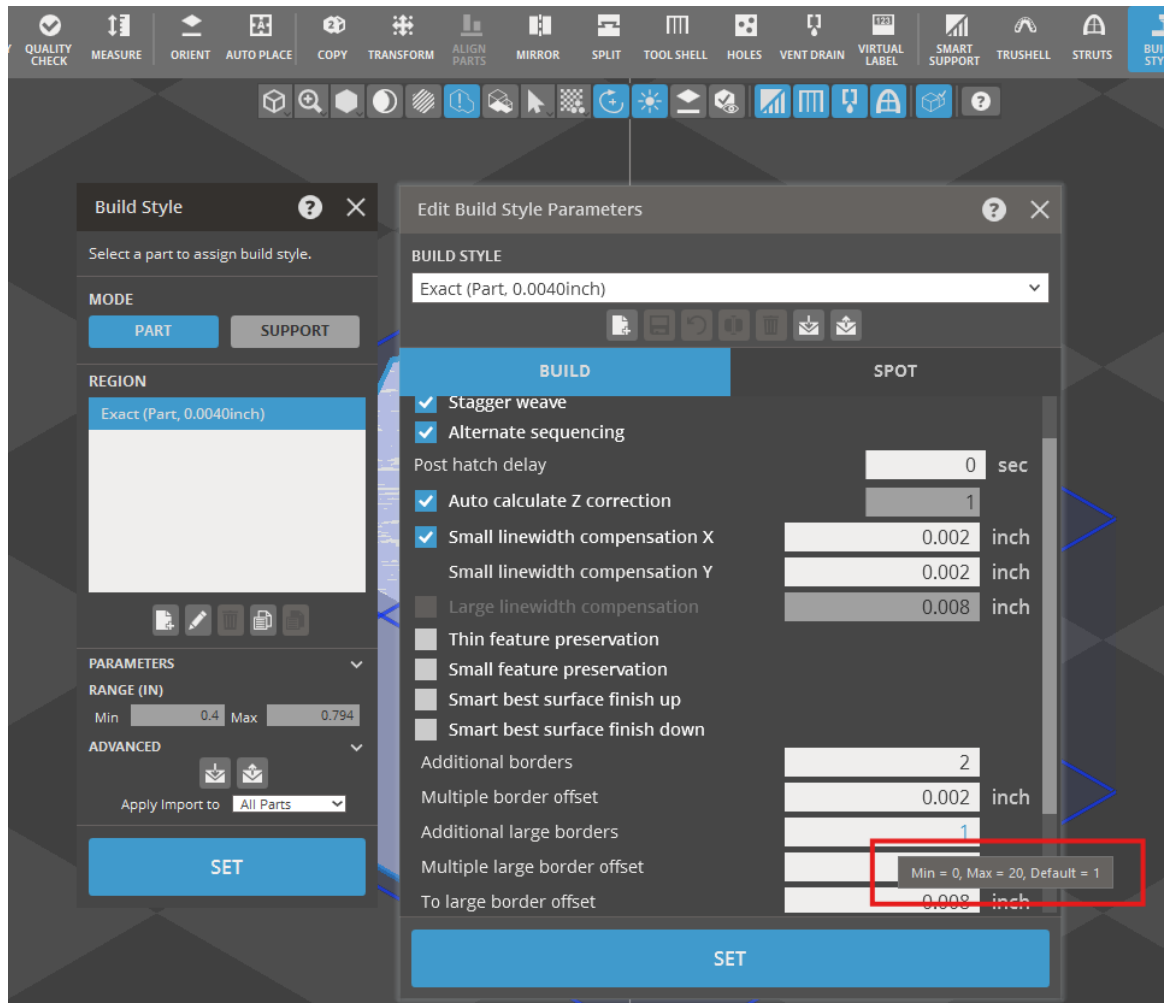 QUALITY CHECK
MEASURE
ORIENT
AUTO PLACE
COPY
TRANSFORM
ALIGN PARTS
MIRROR
SPLIT
TOOL SHELL
HOLES
VENT DRAIN
VIRTUAL LABEL
SMART SUPPORT
TRUSHELL
STRUTS
Build Style
Select a part to assign build style.
MODE
PART SUPPORT
REGION
Exact (Part, 0.0040inch)
PARAMETERS
RANGE (IN)
Min 0.4 Max 0.794
ADVANCED
Apply Import to All Parts
SET
Edit Build Style Parameters
BUILD STYLE
Exact (Part, 0.0040inch)
BUILD SPOT
Stagger weave
Alternate sequencing
Post hatch delay 0 sec
Auto calculate Z correction 1
Small linewidth compensation X 0.002 inch
Small linewidth compensation Y 0.002 inch
Large linewidth compensation 0.008 inch
Thin feature preservation
Small feature preservation
Smart best surface finish up
Smart best surface finish down
Additional borders 2
Multiple border offset 0.002 inch
Additional large borders 1
Multiple large border offset
Min = 0, Max = 20, Default = 1
To large border offset 0.008 inch
SET